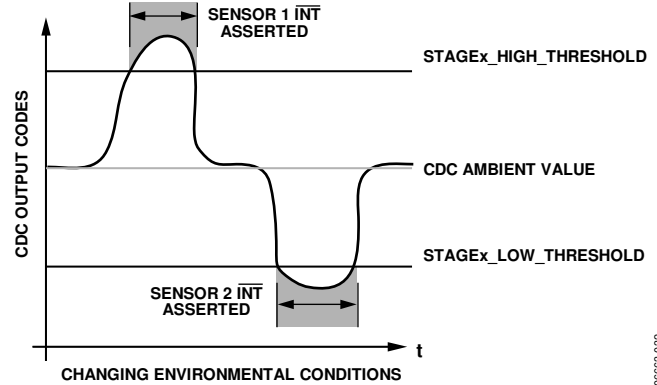 SENSOR 1 INT
ASSERTED
STAGEx_HIGH_THRESHOLD
CDC OUTPUT CODES
CDC AMBIENT VALUE
STAGEx_LOW_THRESHOLD
SENSOR 2 INT
ASSERTED
t
CHANGING ENVIRONMENTAL CONDITIONS